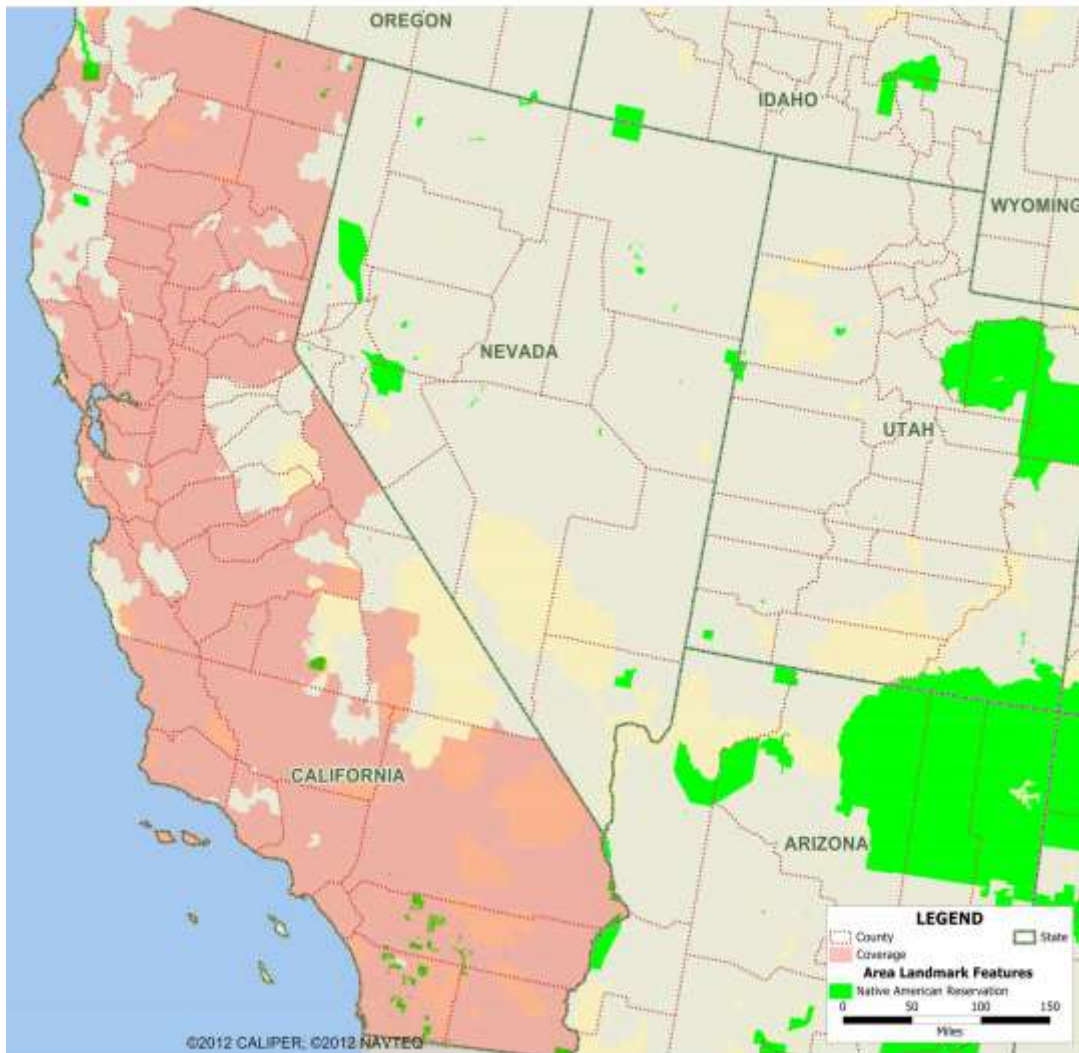 OREGON
IDAHO
WYOMING
NEVADA
UTAH
CALIFORNIA
ARIZONA
LEGEND
County
State
Coverage
Area Landmark Features
Native American Reservation
0 50 100 150
Miles
©2012 CALIPER; ©2012 NAVTEQ